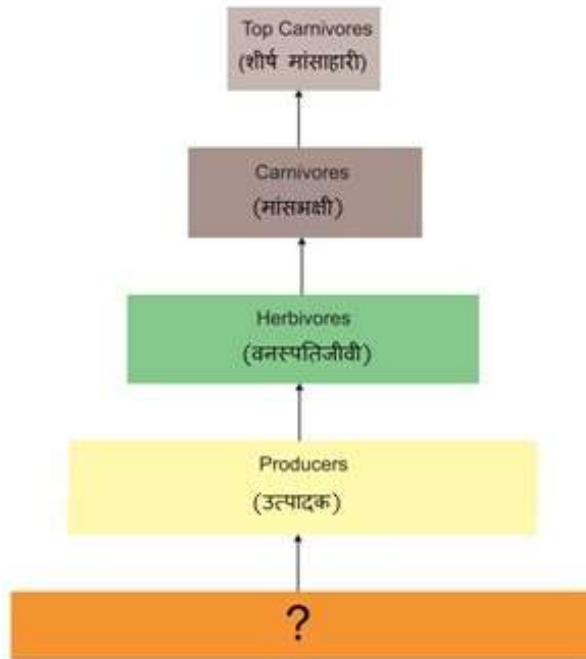 Top Carnivores
(शीर्ष मांसाहारी)
Carnivores
(मांसभक्षी)
Herbivores
(वनस्पतिजीवी)
Producers
(उत्पादक)
?